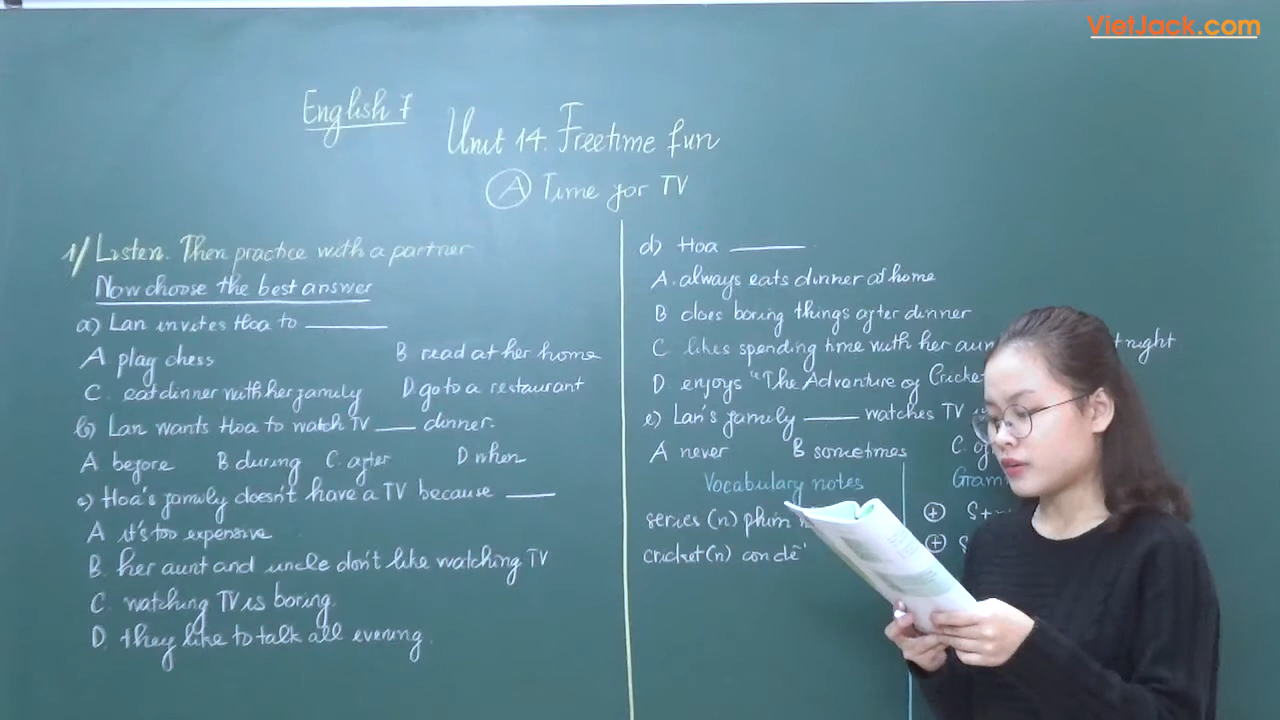 VietJack.com
English 7
Unit 14. Freetime fun
A Time for TV
1/ Listen. Then practice with a partner
Now choose the best answer
a) Lan invites Hoa to ______
A play chess
B read at her home
C. eat dinner with her family
D. go to a restaurant
b) Lan wants Hoa to watch TV ____ dinner.
A before B during C. after D when
c) Hoa's family doesn't have a TV because ____
A it's too expensive
B. her aunt and uncle don't like watching TV
C. watching TV is boring.
D. they like to talk all evening.
d) Hoa ______
A. always eats dinner at home
B does boring things after dinner
C. likes spending time with her night
D enjoys "The Adventure of
e) Lan's family ____ watches TV
A never B sometimes C.
Vocabulary notes
series (n) phim
cricket (n) con dế